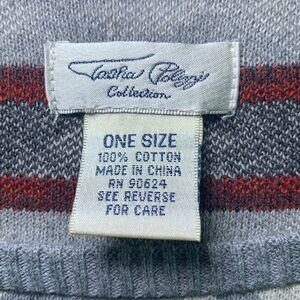 Tasha Polizzi
Collection
ONE SIZE
100% COTTON
MADE IN CHINA
RN 90624
SEE REVERSE
FOR CARE